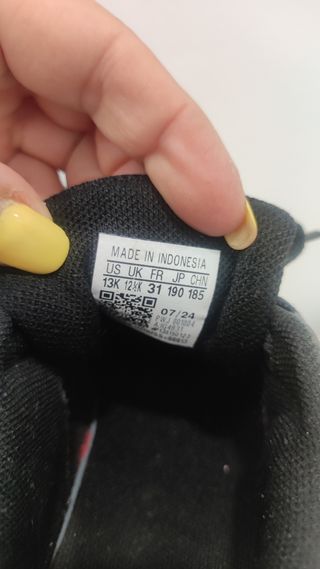 MADE IN INDONESIA
US UK FR JP CHN
13K 12½K 31 190 185
07/24